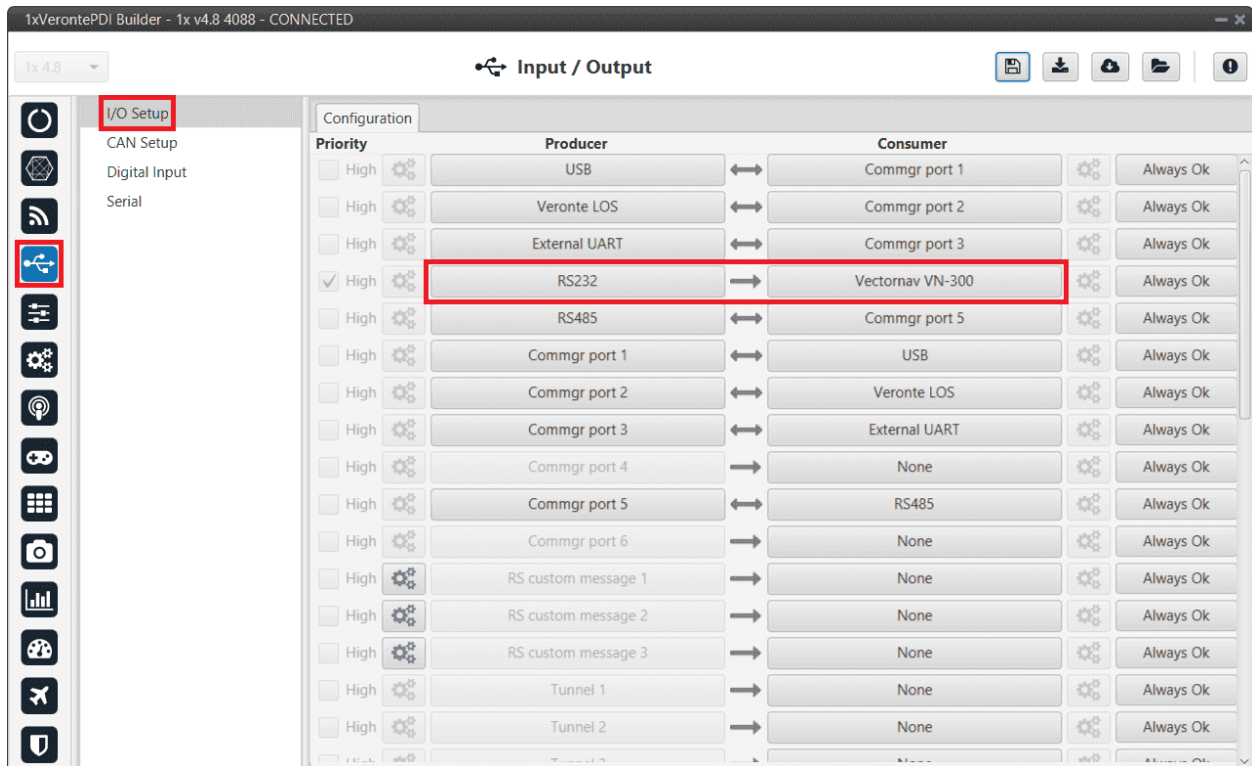 1xVerontePDI Builder - 1x v4.8 4088 - CONNECTED
1x 4.8 Input / Output
I/O Setup
CAN Setup
Digital Input
Serial
Configuration
Priority Producer Consumer
High USB Commgr port 1 Always Ok
High Veronte LOS Commgr port 2 Always Ok
High External UART Commgr port 3 Always Ok
High RS232 Vectornav VN-300 Always Ok
High RS485 Commgr port 5 Always Ok
High Commgr port 1 USB Always Ok
High Commgr port 2 Veronte LOS Always Ok
High Commgr port 3 External UART Always Ok
High Commgr port 4 None Always Ok
High Commgr port 5 RS485 Always Ok
High Commgr port 6 None Always Ok
High RS custom message 1 None Always Ok
High RS custom message 2 None Always Ok
High RS custom message 3 None Always Ok
High Tunnel 1 None Always Ok
High Tunnel 2 None Always Ok